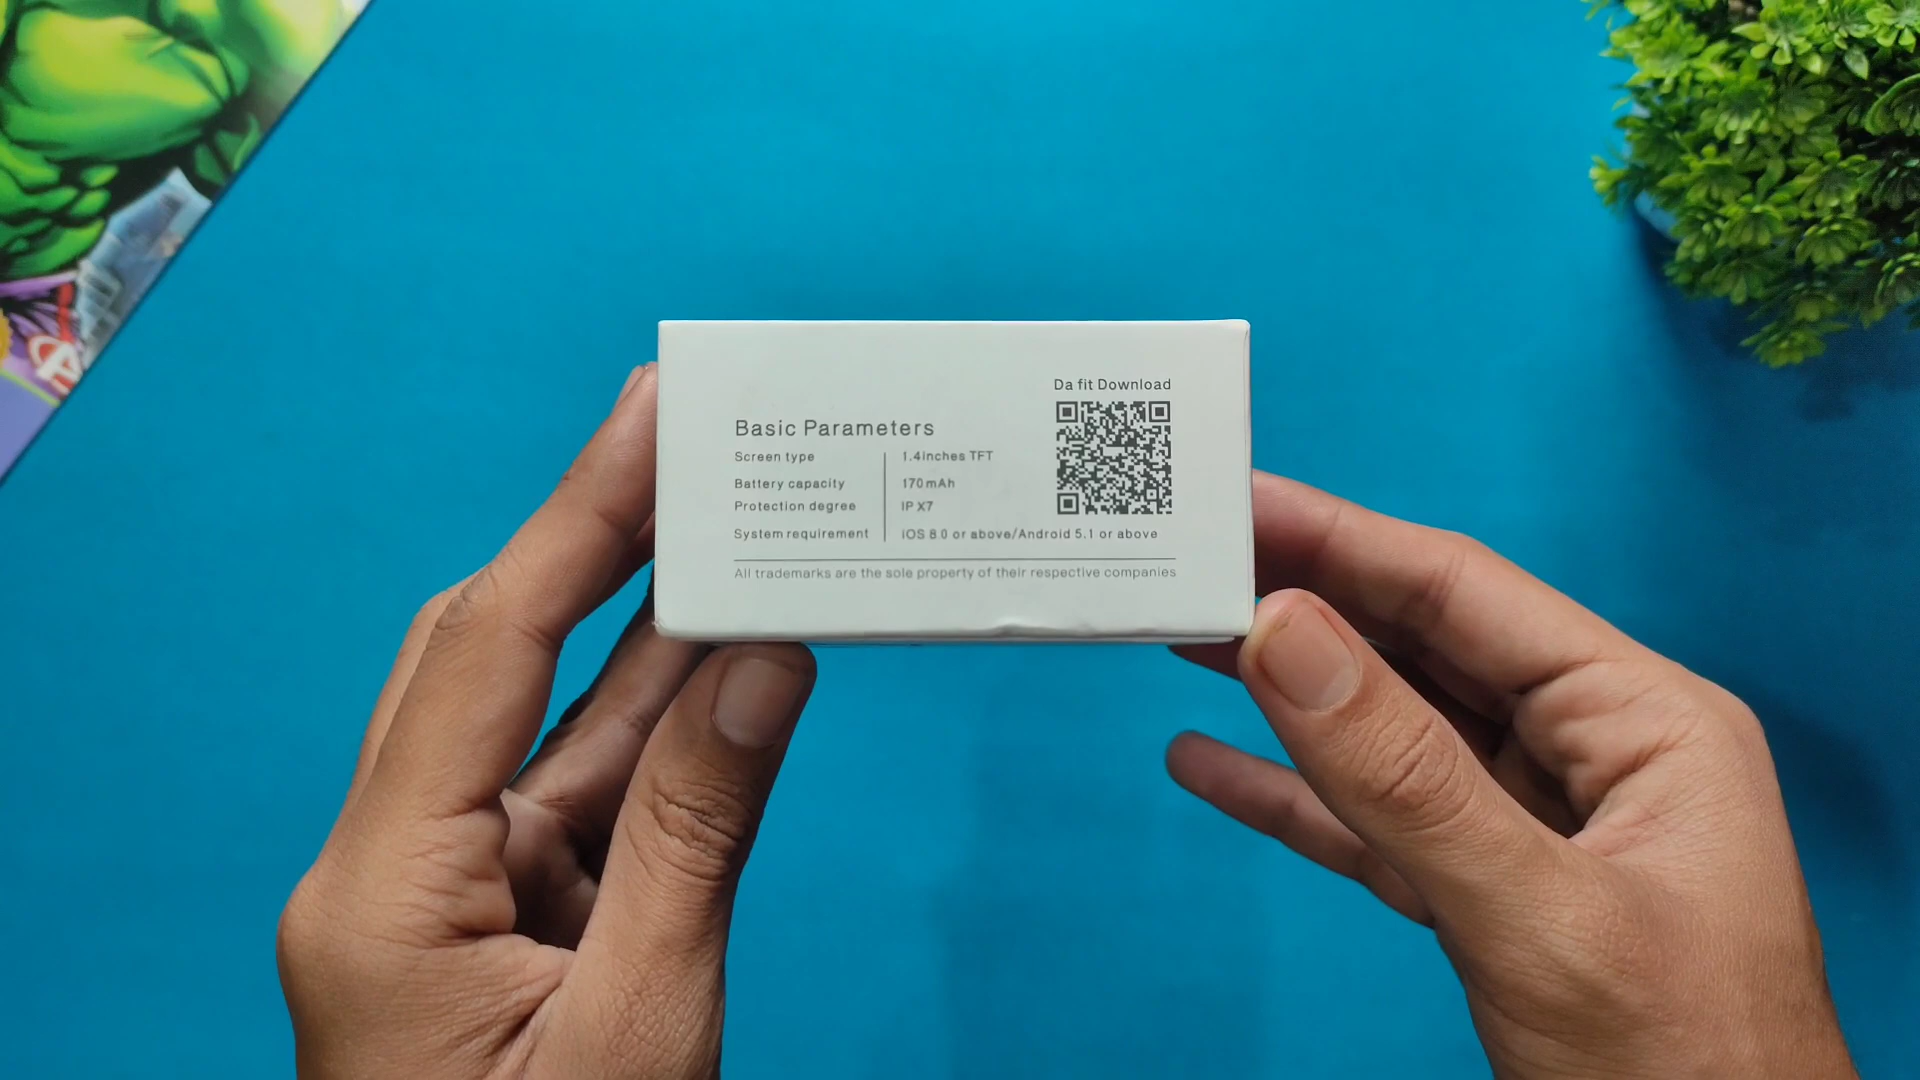 Da fit Download
Basic Parameters
Screen type 1.4inches TFT
Battery capacity 170mAh
Protection degree IP X7
System requirement iOS 8.0 or above/Android 5.1 or above
All trademarks are the sole property of their respective companies